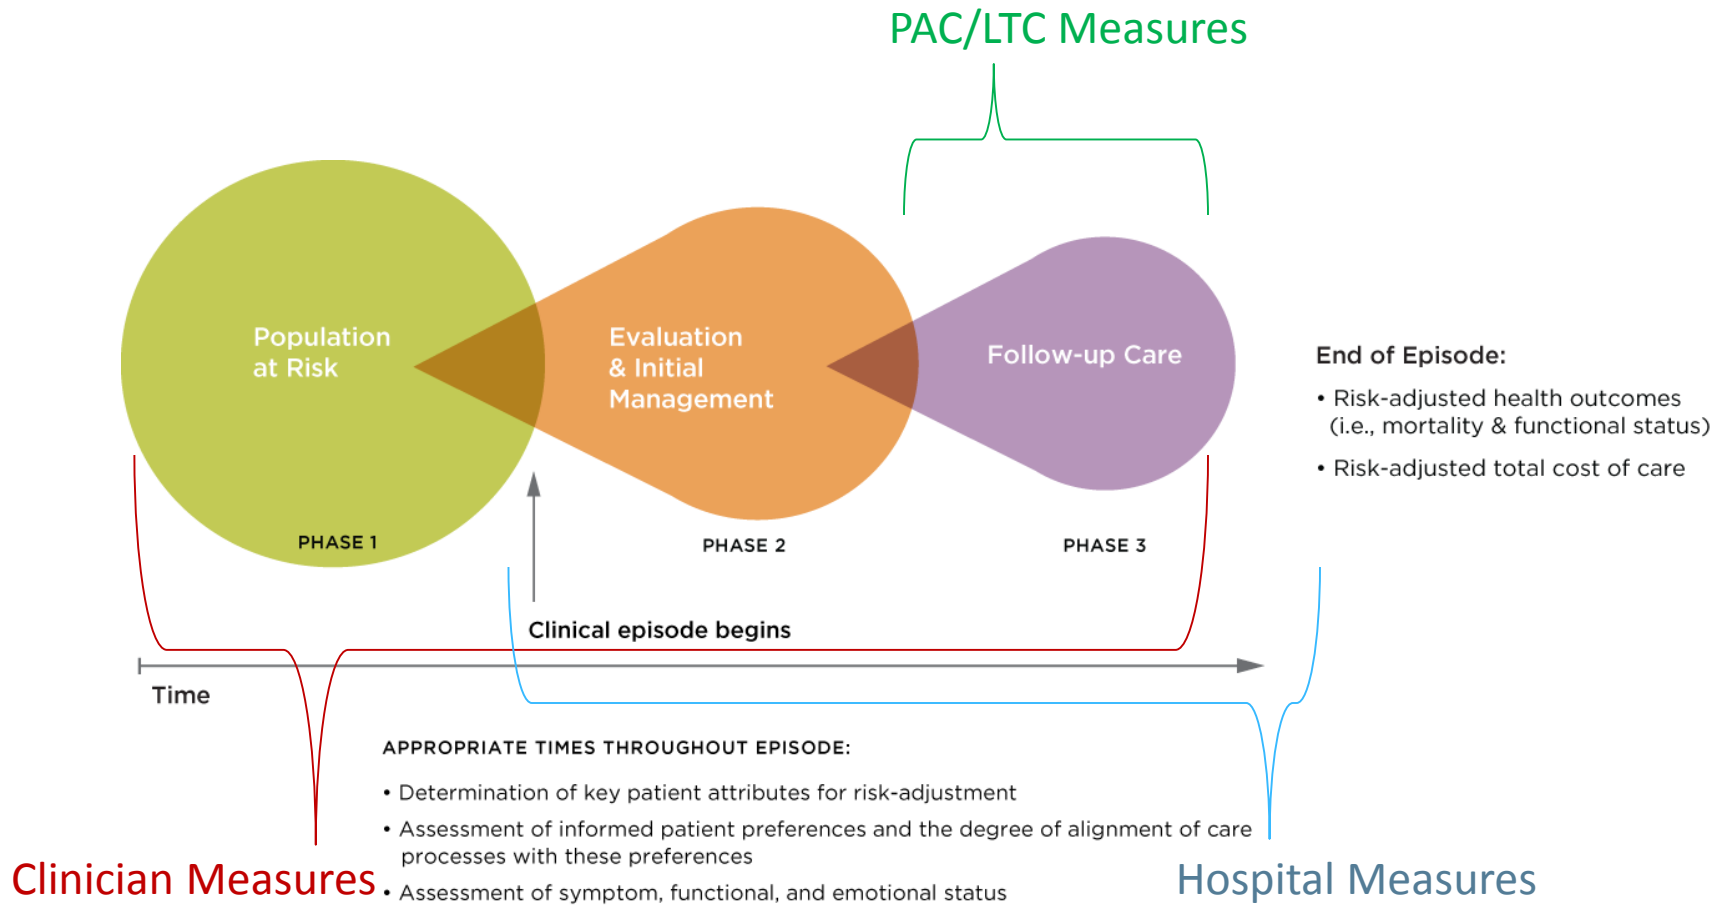 PAC/LTC Measures
Population
at Risk
Evaluation
& Initial
Management
Follow-up Care
End of Episode:
• Risk-adjusted health outcomes
(i.e., mortality & functional status)
• Risk-adjusted total cost of care
PHASE 1
PHASE 2
PHASE 3
Clinical episode begins
Time
APPROPRIATE TIMES THROUGHOUT EPISODE:
• Determination of key patient attributes for risk-adjustment
• Assessment of informed patient preferences and the degree of alignment of care
processes with these preferences
• Assessment of symptom, functional, and emotional status
Clinician Measures
Hospital Measures